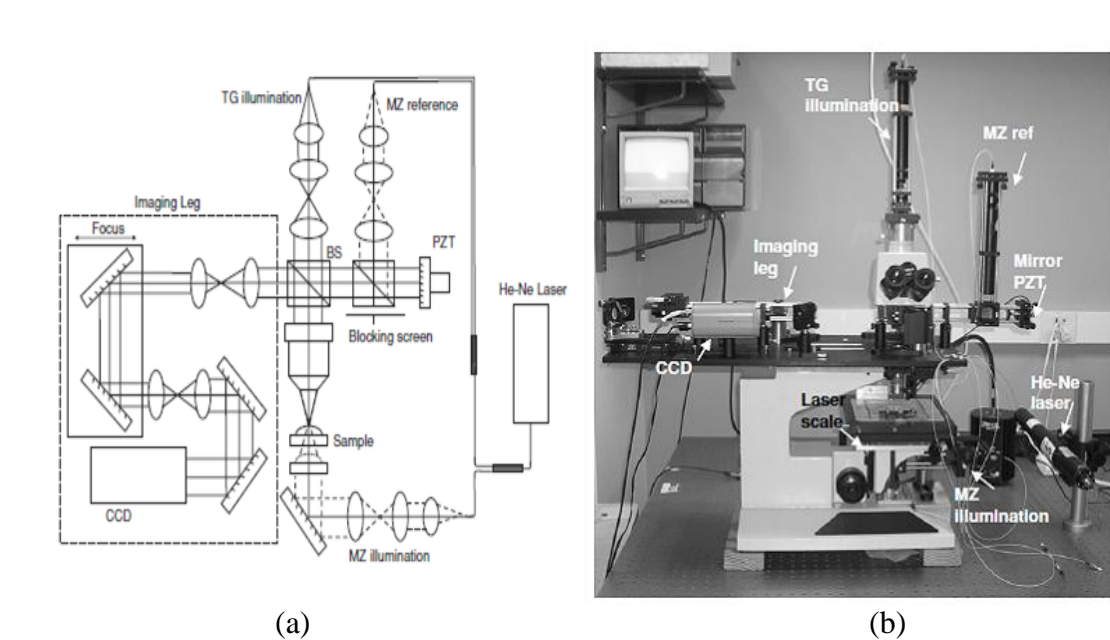 TG illumination
MZ reference
Imaging Leg
Focus
BS
PZT
He-Ne Laser
Blocking screen
Sample
CCD
MZ illumination
(a)
TG
illumination
MZ ref
Imaging
leg
Mirror
PZT
CCD
Laser
scale
He-Ne
laser
MZ
illumination
(b)